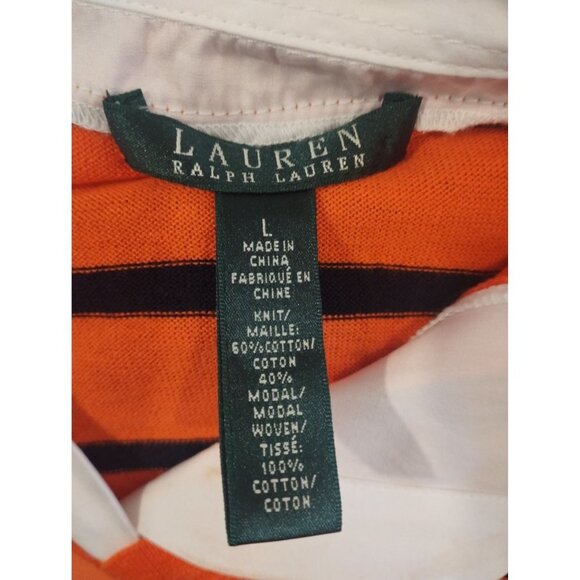 LAUREN
RALPH LAUREN
L
MADE IN
CHINA
FABRIQUÉ EN
CHINE
KNIT/
MAILLE:
60%COTTON/
COTON
40%
MODAL/
MODAL
WOVEN/
TISSÉ:
100%
COTTON/
COTON